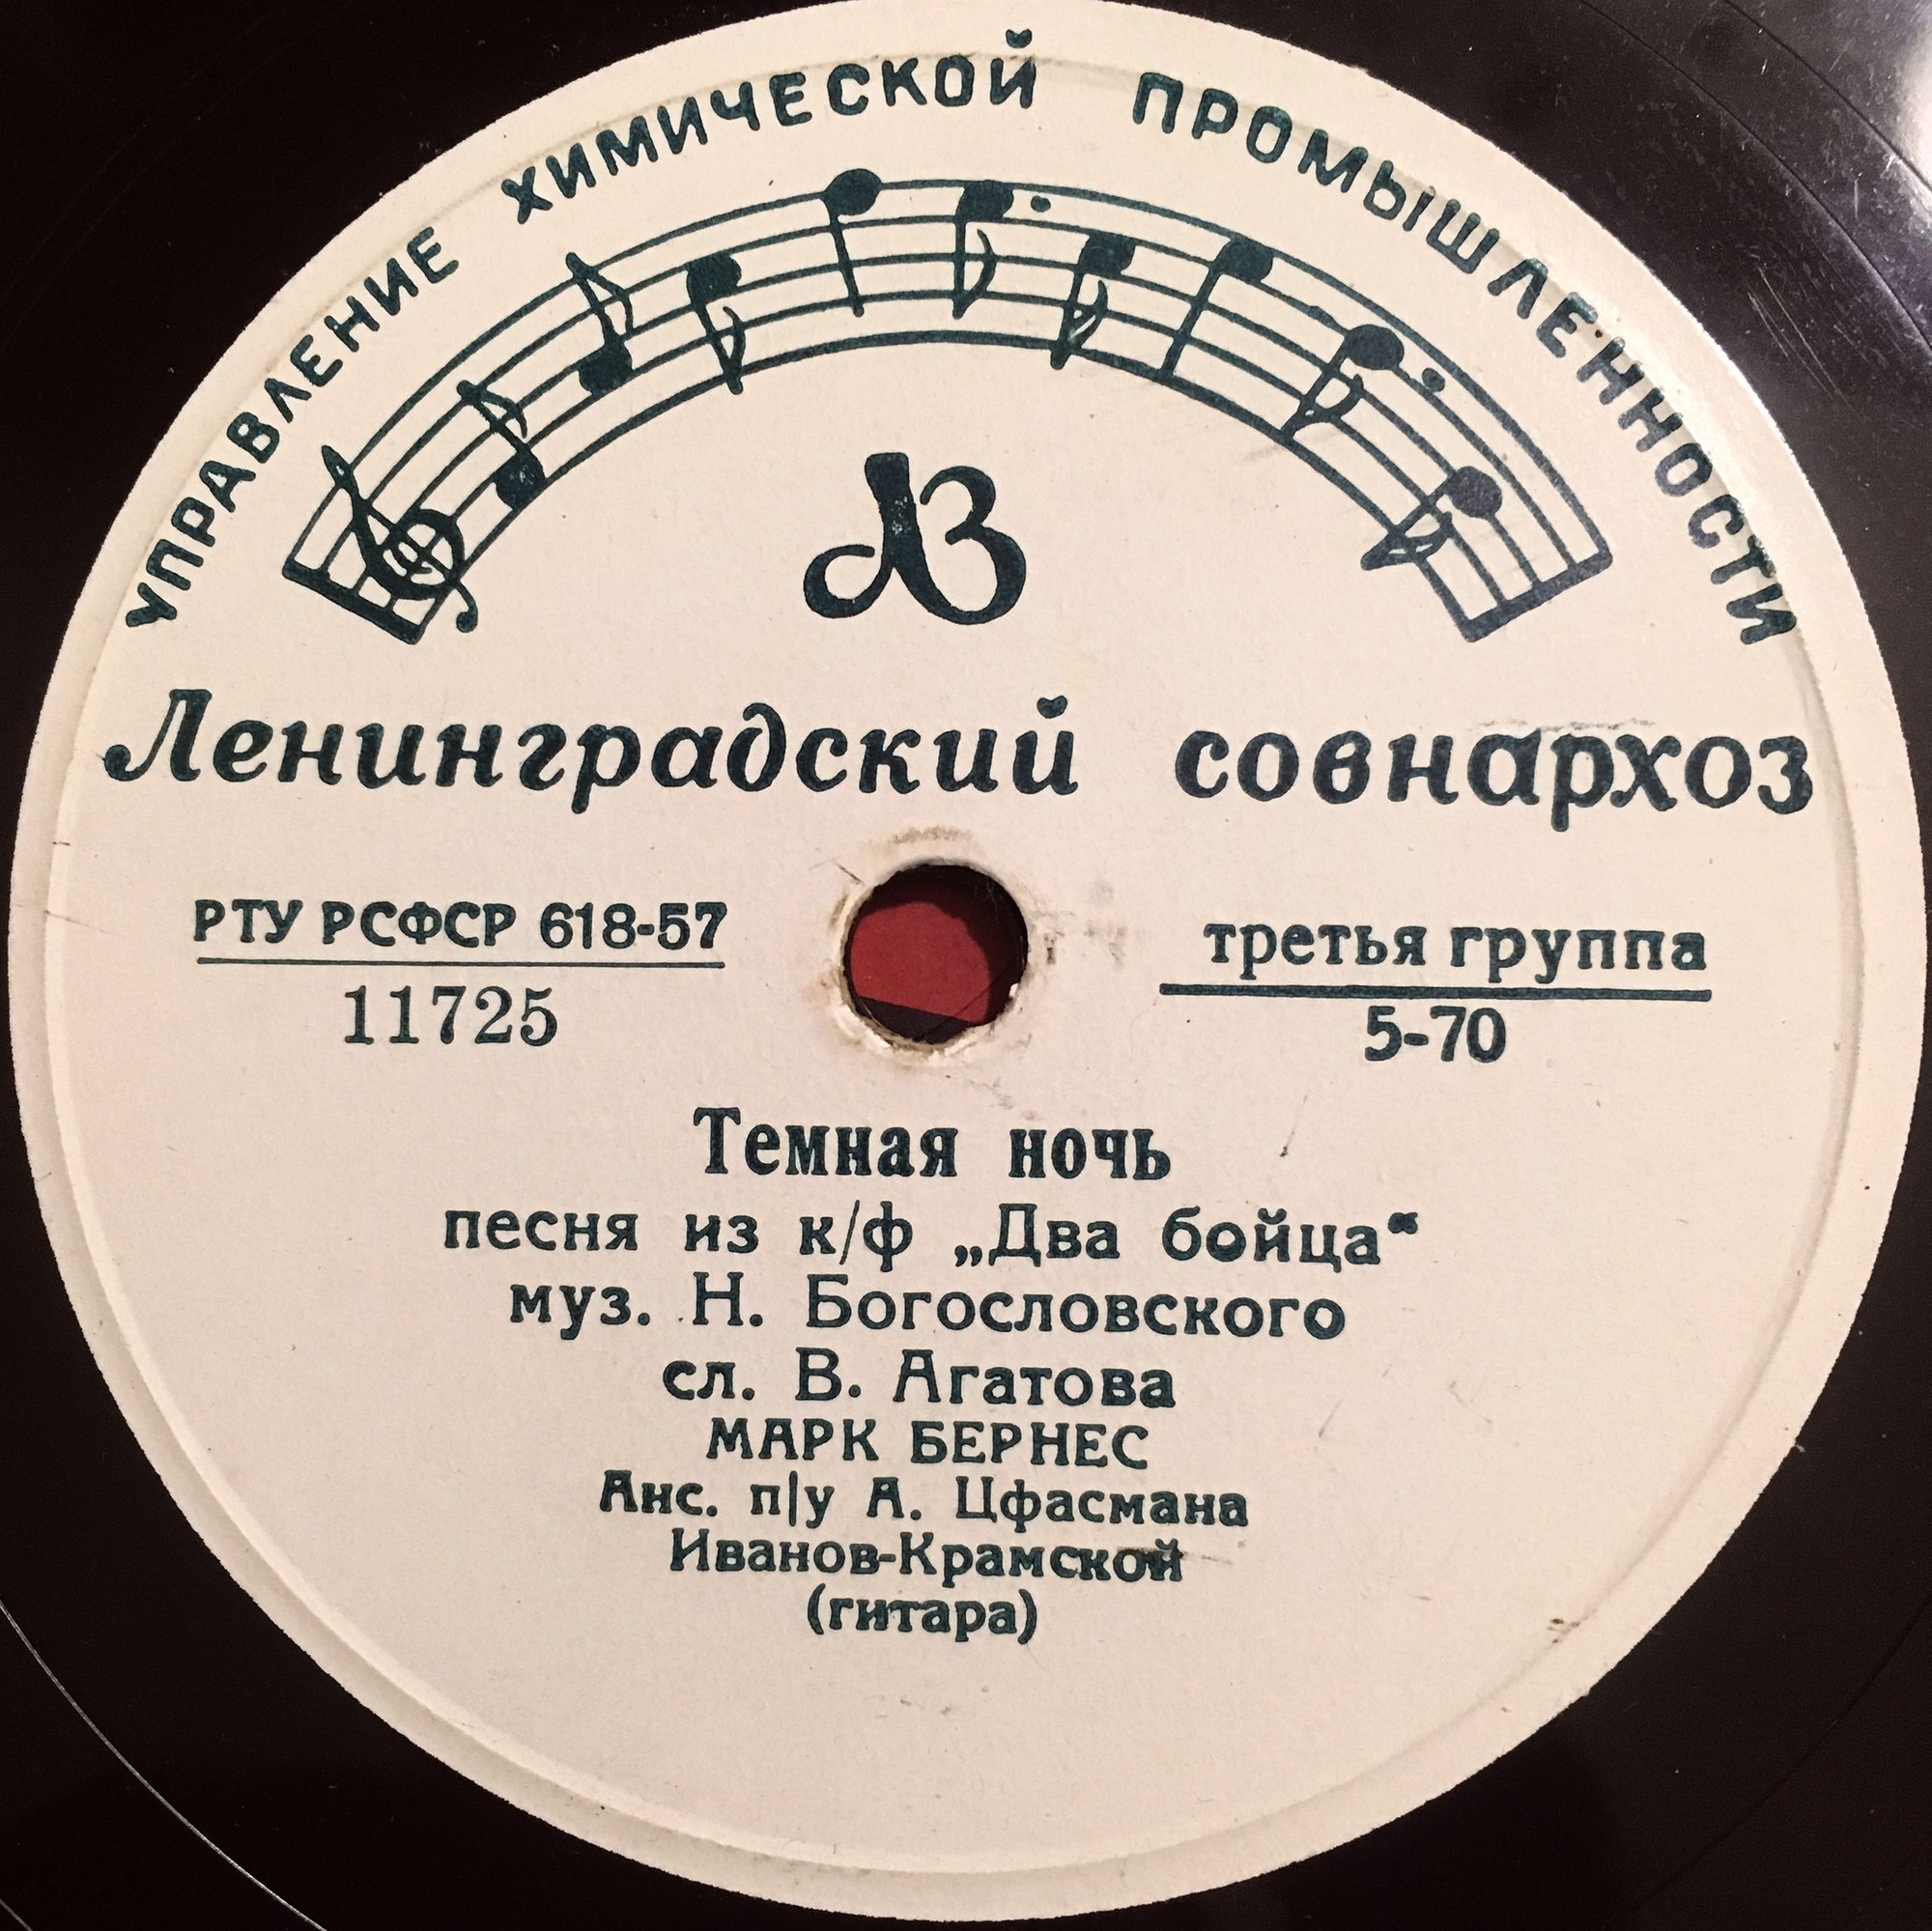 УПРАВЛЕНИЕ ХИМИЧЕСКОЙ ПРОМЫШЛЕННОСТИ
ЛВ
Ленинградский совнархоз
РТУ РСФСР 618-57
11725
третья группа
5-70
Темная ночь
песня из к/ф „Два бойца“
муз. Н. Богословского
сл. В. Агатова
МАРК БЕРНЕС
Анс. п/у А. Цфасмана
Иванов-Крамской
(гитара)